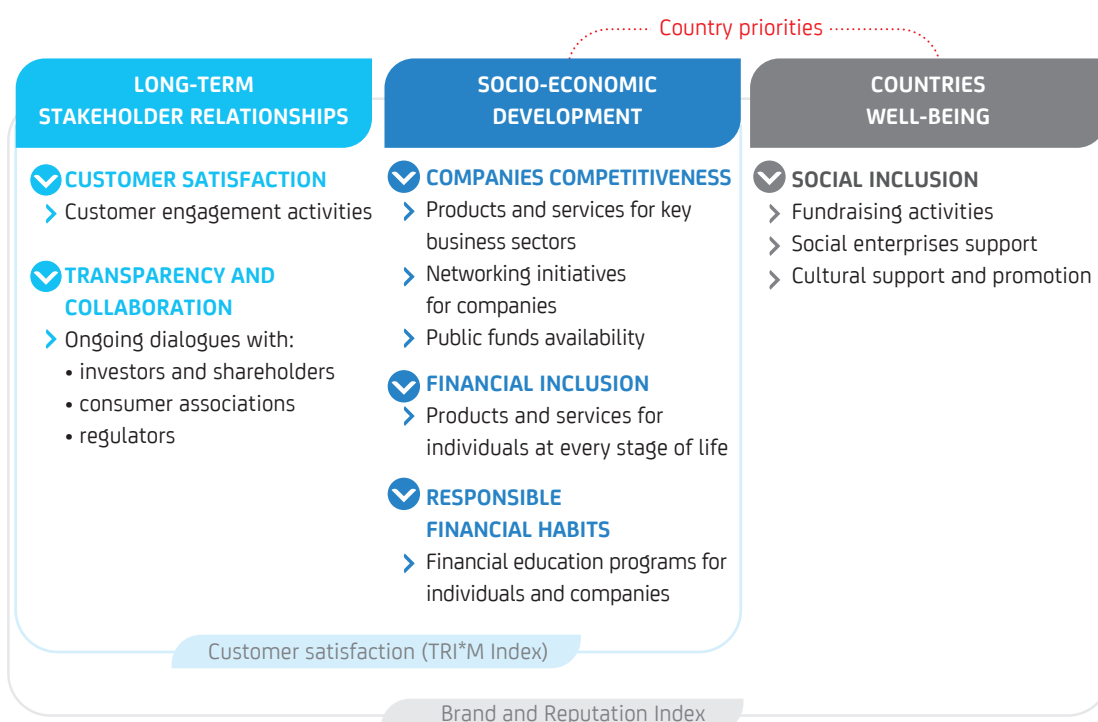 Country priorities
LONG-TERM
STAKEHOLDER RELATIONSHIPS
CUSTOMER SATISFACTION
Customer engagement activities
TRANSPARENCY AND
COLLABORATION
Ongoing dialogues with:
• investors and shareholders
• consumer associations
• regulators
SOCIO-ECONOMIC
DEVELOPMENT
COMPANIES COMPETITIVENESS
Products and services for key
business sectors
Networking initiatives
for companies
Public funds availability
FINANCIAL INCLUSION
Products and services for
individuals at every stage of life
RESPONSIBLE
FINANCIAL HABITS
Financial education programs for
individuals and companies
COUNTRIES
WELL-BEING
SOCIAL INCLUSION
Fundraising activities
Social enterprises support
Cultural support and promotion
Customer satisfaction (TRI*M Index)
Brand and Reputation Index